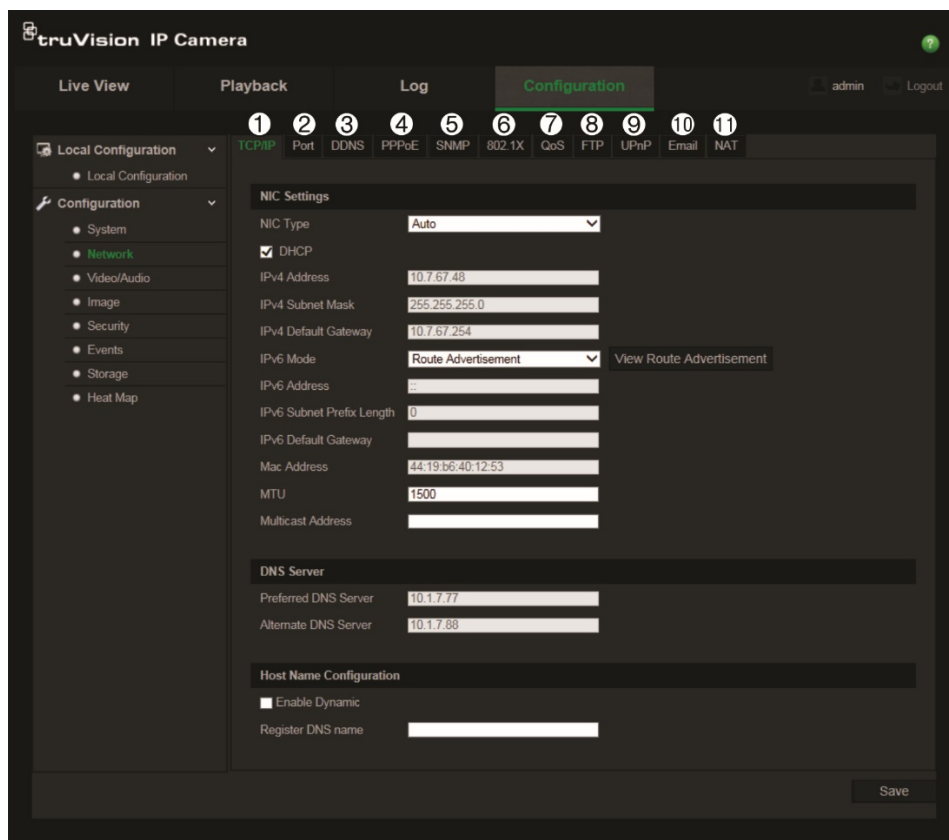 truVision IP Camera
?
Live View Playback Log Configuration admin Logout
① ② ③ ④ ⑤ ⑥ ⑦ ⑧ ⑨ ⑩ ⑪
TCP/IP Port DDNS PPPoE SNMP 802.1X QoS FTP UPnP Email NAT
Local Configuration
Local Configuration
Configuration
System
Network
Video/Audio
Image
Security
Events
Storage
Heat Map
NIC Settings
NIC Type Auto
DHCP
IPv4 Address 10.7.67.48
IPv4 Subnet Mask 255.255.255.0
IPv4 Default Gateway 10.7.67.254
IPv6 Mode Route Advertisement View Route Advertisement
IPv6 Address ::
IPv6 Subnet Prefix Length 0
IPv6 Default Gateway
Mac Address 44:19:b6:40:12:53
MTU 1500
Multicast Address
DNS Server
Preferred DNS Server 10.1.7.77
Alternate DNS Server 10.1.7.88
Host Name Configuration
Enable Dynamic
Register DNS name
Save